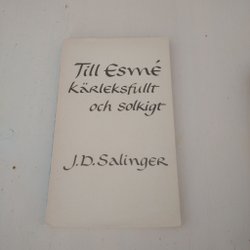 Till Esmé
kärleksfullt
och solkigt
J.D. Salinger